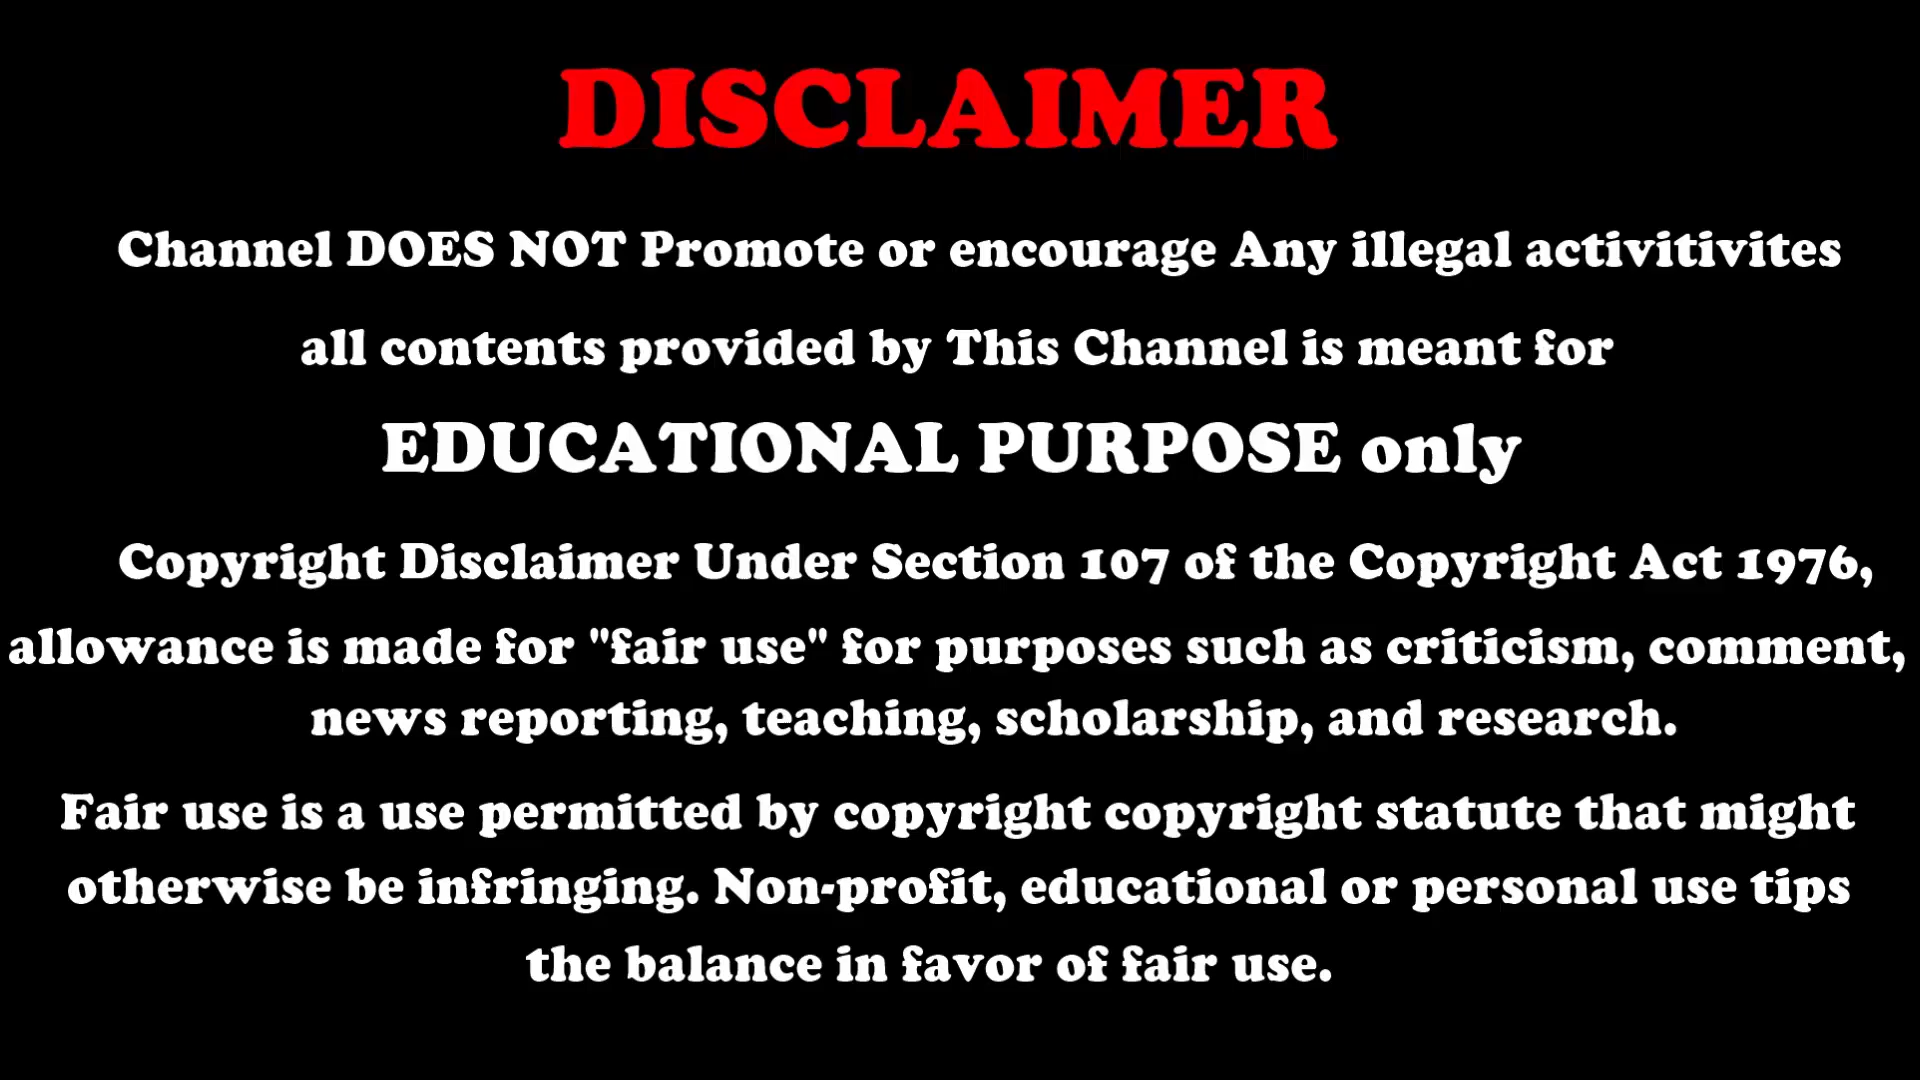 DISCLAIMER
Channel DOES NOT Promote or encourage Any illegal activitivites
all contents provided by This Channel is meant for
EDUCATIONAL PURPOSE only
Copyright Disclaimer Under Section 107 of the Copyright Act 1976,
allowance is made for "fair use" for purposes such as criticism, comment,
news reporting, teaching, scholarship, and research.
Fair use is a use permitted by copyright copyright statute that might
otherwise be infringing. Non-profit, educational or personal use tips
the balance in favor of fair use.